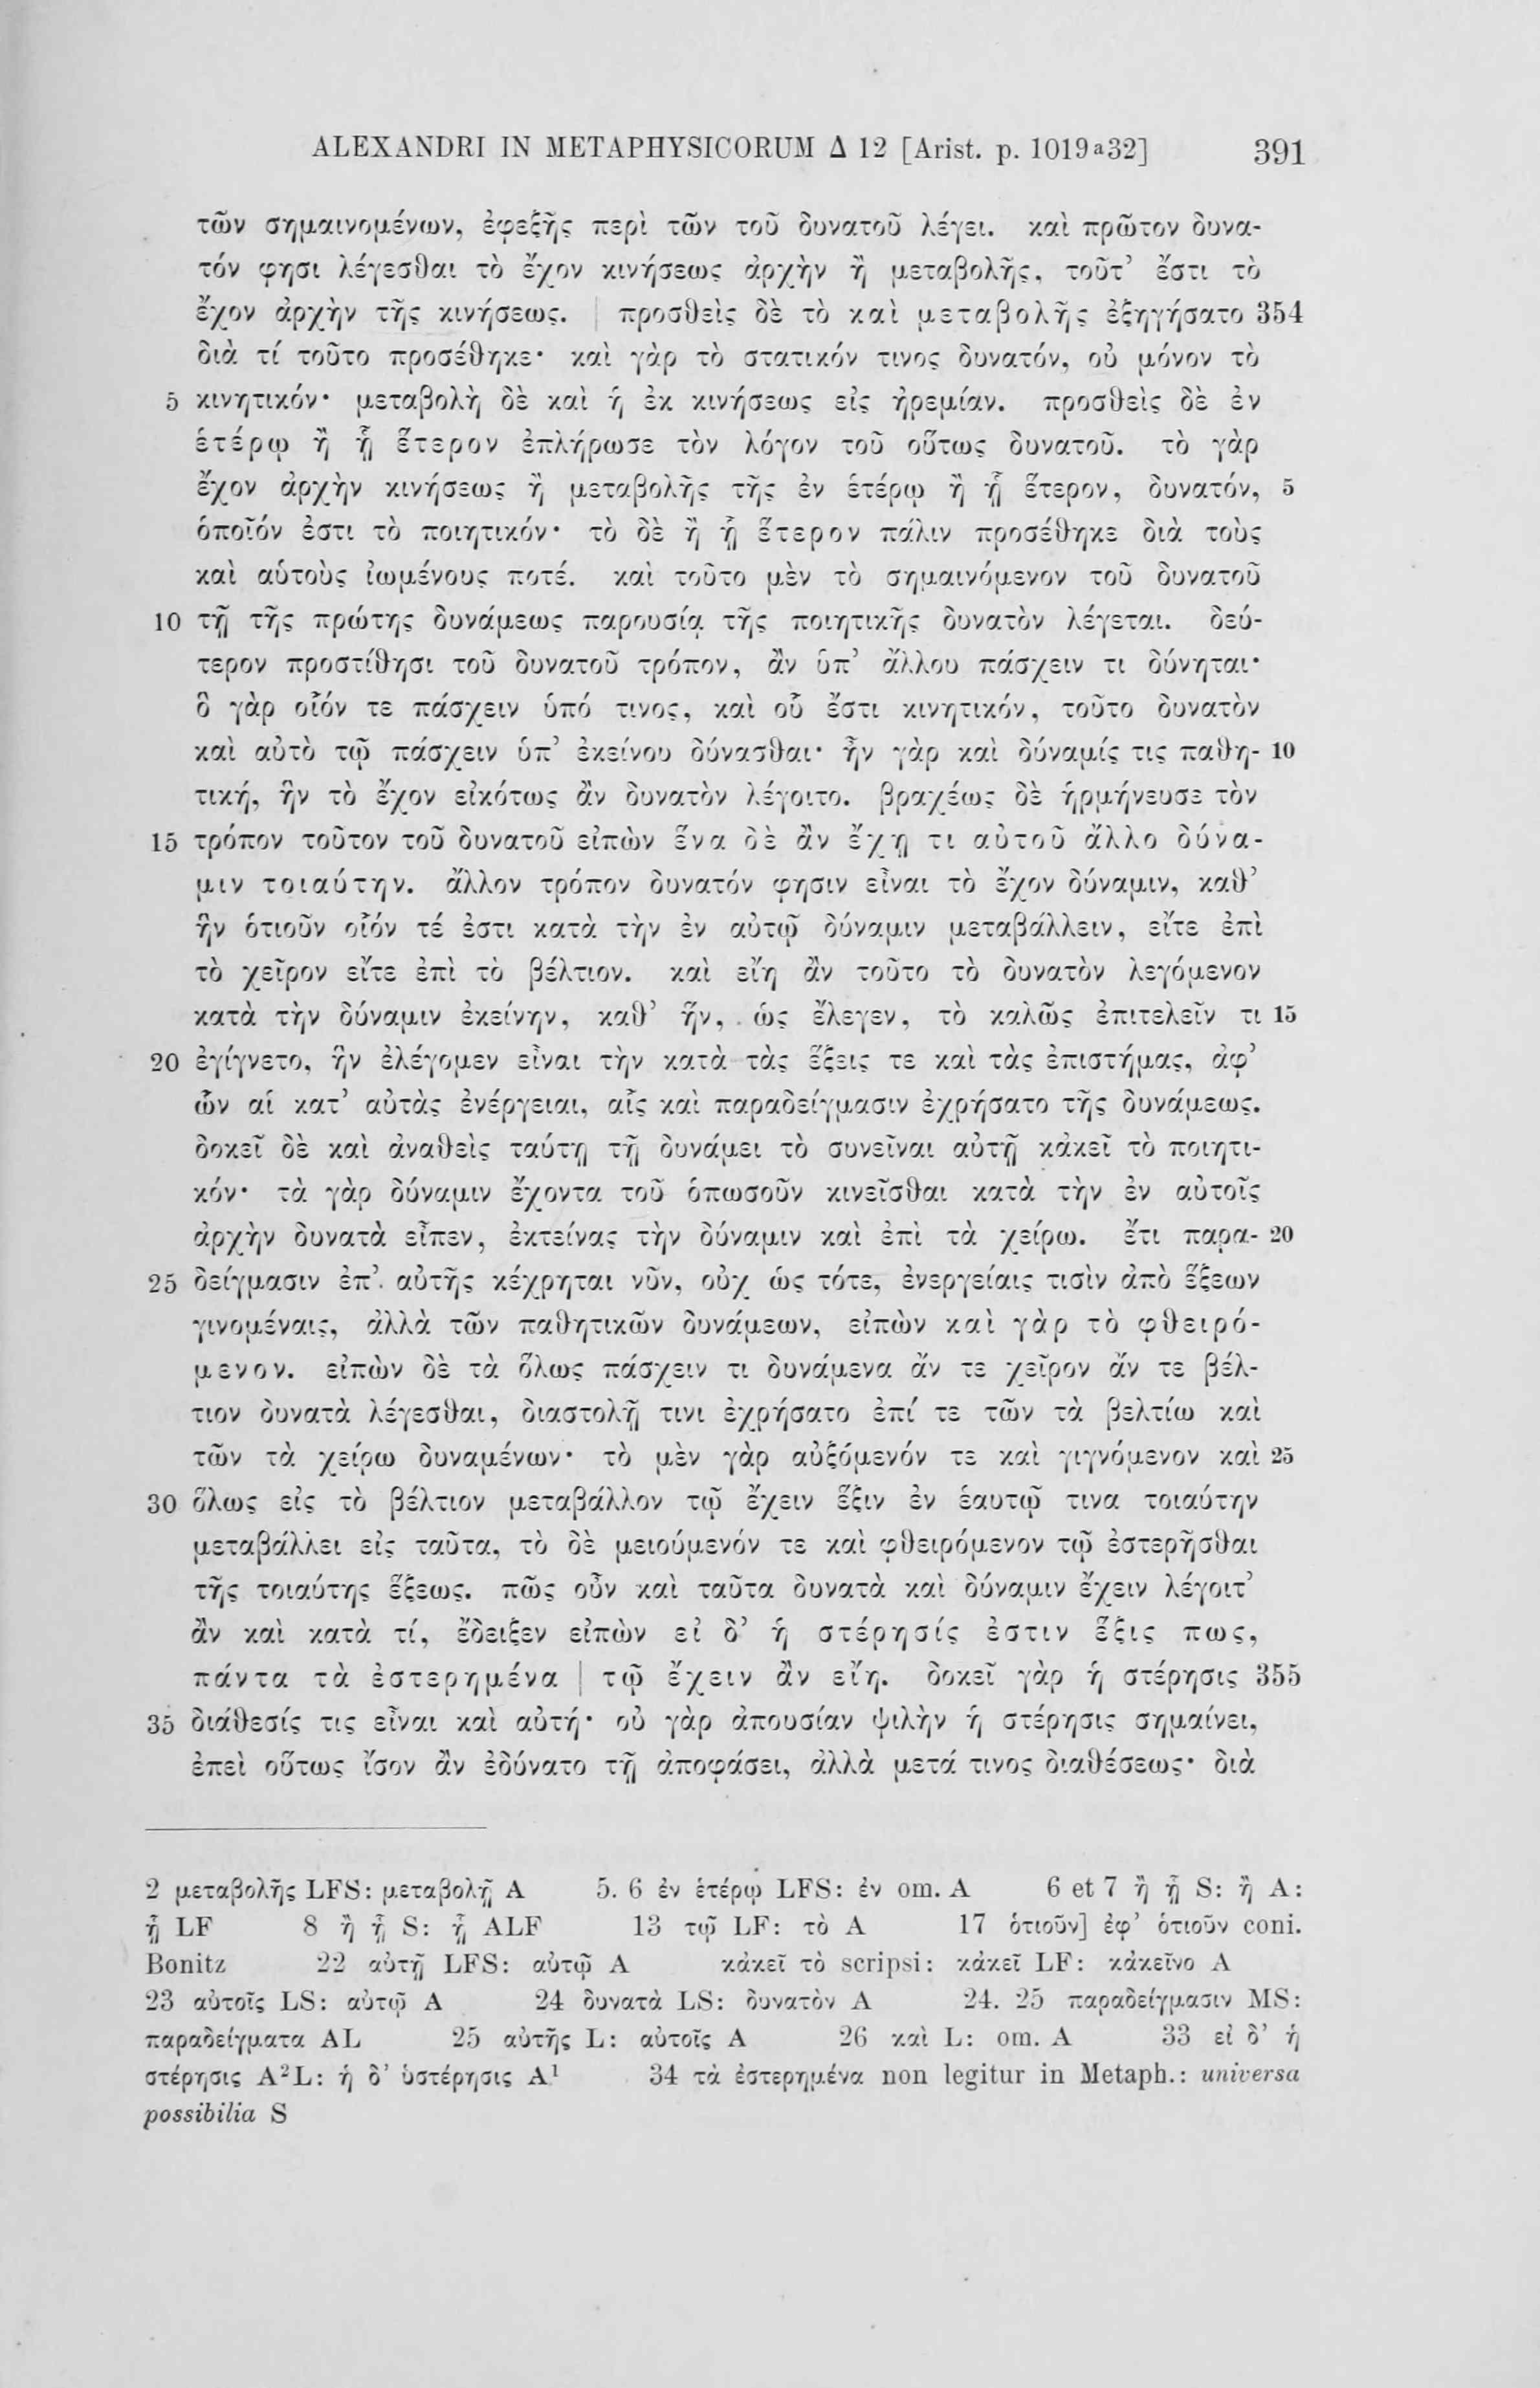 ALEXANDRI IN METAPHYSICORUM Δ 12 [Arist. p. 1019a32] 391
τῶν σημαινομένων, ἐφεξῆς περὶ τῶν τοῦ δυνατοῦ λέγει. καὶ πρῶτον δυνα-
τόν φησι λέγεσθαι τὸ ἔχον κινήσεως ἀρχὴν ἢ μεταβολῆς, τοῦτ’ ἔστι τὸ
ἔχον ἀρχὴν τῆς κινήσεως. | προσθεὶς δὲ τὸ καὶ μεταβολῆς ἐξηγήσατο 354
διὰ τί τοῦτο προσέθηκε· καὶ γὰρ τὸ στατικόν τινος δυνατόν, οὐ μόνον τὸ
5 κινητικόν· μεταβολὴ δὲ καὶ ἡ ἐκ κινήσεως εἰς ἠρεμίαν. προσθεὶς δὲ ἐν
ἑτέρῳ ἢ ᾗ ἕτερον ἐπλήρωσε τὸν λόγον τοῦ οὕτως δυνατοῦ. τὸ γὰρ
ἔχον ἀρχὴν κινήσεως ἢ μεταβολῆς τῆς ἐν ἑτέρῳ ἢ ᾗ ἕτερον, δυνατόν, 5
ὁποῖόν ἐστι τὸ ποιητικόν· τὸ δὲ ἢ ᾗ ἕτερον πάλιν προσέθηκε διὰ τοὺς
καὶ αὑτοὺς ἰωμένους ποτέ. καὶ τοῦτο μὲν τὸ σημαινόμενον τοῦ δυνατοῦ
10 τῇ τῆς πρώτης δυνάμεως παρουσίᾳ τῆς ποιητικῆς δυνατὸν λέγεται. δεύ-
τερον προστίθησι τοῦ δυνατοῦ τρόπον, ἂν ὑπ’ ἄλλου πάσχειν τι δύνηται·
ὃ γὰρ οἷόν τε πάσχειν ὑπό τινος, καὶ οὗ ἔστι κινητικόν, τοῦτο δυνατὸν
καὶ αὐτὸ τῷ πάσχειν ὑπ’ ἐκείνου δύνασθαι· ἦν γὰρ καὶ δύναμίς τις παθη- 10
τική, ἣν τὸ ἔχον εἰκότως ἂν δυνατὸν λέγοιτο. βραχέως δὲ ἡρμήνευσε τὸν
15 τρόπον τοῦτον τοῦ δυνατοῦ εἰπὼν ἕνα δὲ ἂν ἔχῃ τι αὐτοῦ ἄλλο δύνα-
μιν τοιαύτην. ἄλλον τρόπον δυνατόν φησιν εἶναι τὸ ἔχον δύναμιν, καθ’
ἣν ὁτιοῦν οἷόν τέ ἐστι κατὰ τὴν ἐν αὐτῷ δύναμιν μεταβάλλειν, εἴτε ἐπὶ
τὸ χεῖρον εἴτε ἐπὶ τὸ βέλτιον. καὶ εἴη ἂν τοῦτο τὸ δυνατὸν λεγόμενον
κατὰ τὴν δύναμιν ἐκείνην, καθ’ ἥν, ὡς ἔλεγεν, τὸ καλῶς ἐπιτελεῖν τι 15
20 ἐγίγνετο, ἣν ἐλέγομεν εἶναι τὴν κατὰ τὰς ἕξεις τε καὶ τὰς ἐπιστήμας, ἀφ’
ὧν αἱ κατ’ αὐτὰς ἐνέργειαι, αἷς καὶ παραδείγμασιν ἐχρήσατο τῆς δυνάμεως.
δοκεῖ δὲ καὶ ἀναθεὶς ταύτῃ τῇ δυνάμει τὸ συνεῖναι αὐτῇ κἀκεῖ τὸ ποιητι-
κόν· τὰ γὰρ δύναμιν ἔχοντα τοῦ ὁπωσοῦν κινεῖσθαι κατὰ τὴν ἐν αὐτοῖς
ἀρχὴν δυνατὰ εἶπεν, ἐκτείνας τὴν δύναμιν καὶ ἐπὶ τὰ χείρω. ἔτι παρα- 20
25 δείγμασιν ἐπ’ αὐτῆς κέχρηται νῦν, οὐχ ὡς τότε, ἐνεργείαις τισὶν ἀπὸ ἕξεων
γινομέναις, ἀλλὰ τῶν παθητικῶν δυνάμεων, εἰπὼν καὶ γὰρ τὸ φθειρό-
μενον. εἰπὼν δὲ τὰ ὅλως πάσχειν τι δυνάμενα ἄν τε χεῖρον ἄν τε βέλ-
τιον δυνατὰ λέγεσθαι, διαστολῇ τινι ἐχρήσατο ἐπί τε τῶν τὰ βελτίω καὶ
τῶν τὰ χείρω δυναμένων· τὸ μὲν γὰρ αὐξόμενόν τε καὶ γιγνόμενον καὶ 25
30 ὅλως εἰς τὸ βέλτιον μεταβάλλον τῷ ἔχειν ἕξιν ἐν ἑαυτῷ τινα τοιαύτην
μεταβάλλει εἰς ταῦτα, τὸ δὲ μειούμενόν τε καὶ φθειρόμενον τῷ ἐστερῆσθαι
τῆς τοιαύτης ἕξεως. πῶς οὖν καὶ ταῦτα δυνατὰ καὶ δύναμιν ἔχειν λέγοιτ’
ἂν καὶ κατὰ τί, ἔδειξεν εἰπὼν εἰ δ’ ἡ στέρησίς ἐστιν ἕξις πως,
πάντα τὰ ἐστερημένα | τῷ ἔχειν ἂν εἴη. δοκεῖ γὰρ ἡ στέρησις 355
35 διάθεσίς τις εἶναι καὶ αὐτή· οὐ γὰρ ἀπουσίαν ψιλὴν ἡ στέρησις σημαίνει,
ἐπεὶ οὕτως ἴσον ἂν ἐδύνατο τῇ ἀποφάσει, ἀλλὰ μετά τινος διαθέσεως· διὰ
2 μεταβολῆς LFS: μεταβολῇ A 5. 6 ἐν ἑτέρῳ LFS: ἐν om. A 6 et 7 ἢ ᾗ S: ἢ A:
ᾗ LF 8 ἢ ᾗ S: ᾗ ALF 13 τῷ LF: τὸ A 17 ὁτιοῦν] ἐφ’ ὁτιοῦν coni.
Bonitz 22 αὐτῇ LFS: αὐτῷ A κἀκεῖ τὸ scripsi: κἀκεῖ LF: κἀκεῖνο A
23 αὐτοῖς LS: αὐτῷ A 24 δυνατὰ LS: δυνατὸν A 24. 25 παραδείγμασιν MS:
παραδείγματα AL 25 αὐτῆς L: αὐτοῖς A 26 καὶ L: om. A 33 εἰ δ’ ἡ
στέρησις A²L: ἡ δ’ ὑστέρησις A¹ 34 τὰ ἐστερημένα non legitur in Metaph.: universa
possibilia S